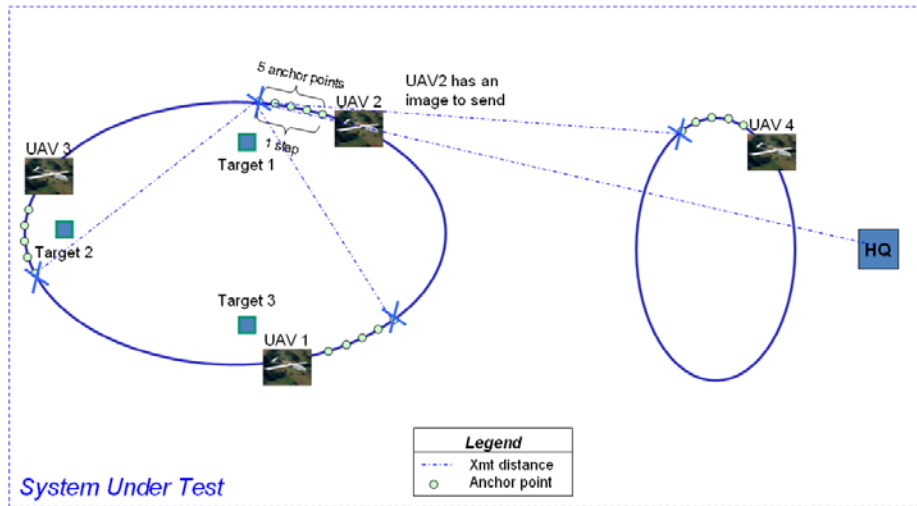 5 anchor points
UAV2 has an
image to send
UAV 2
1 step
UAV 3
Target 1
UAV 4
Target 2
HQ
Target 3
UAV 1
Legend
Xmt distance
Anchor point
System Under Test